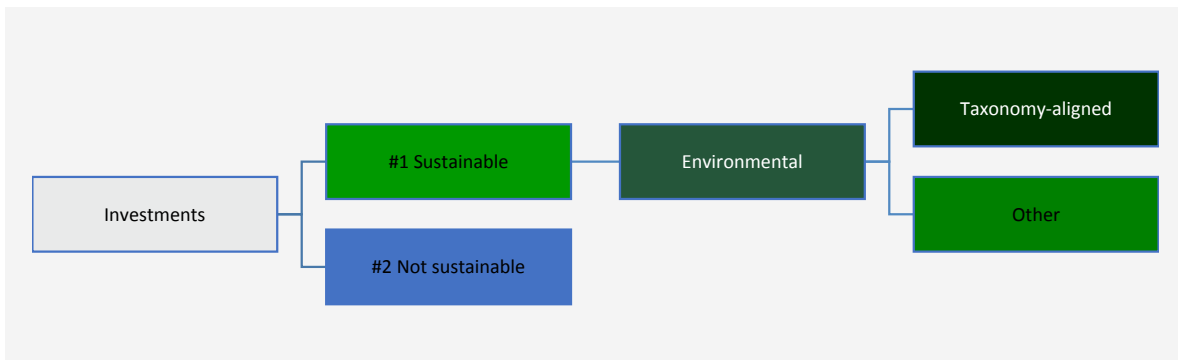 Investments
#1 Sustainable
#2 Not sustainable
Environmental
Taxonomy-aligned
Other